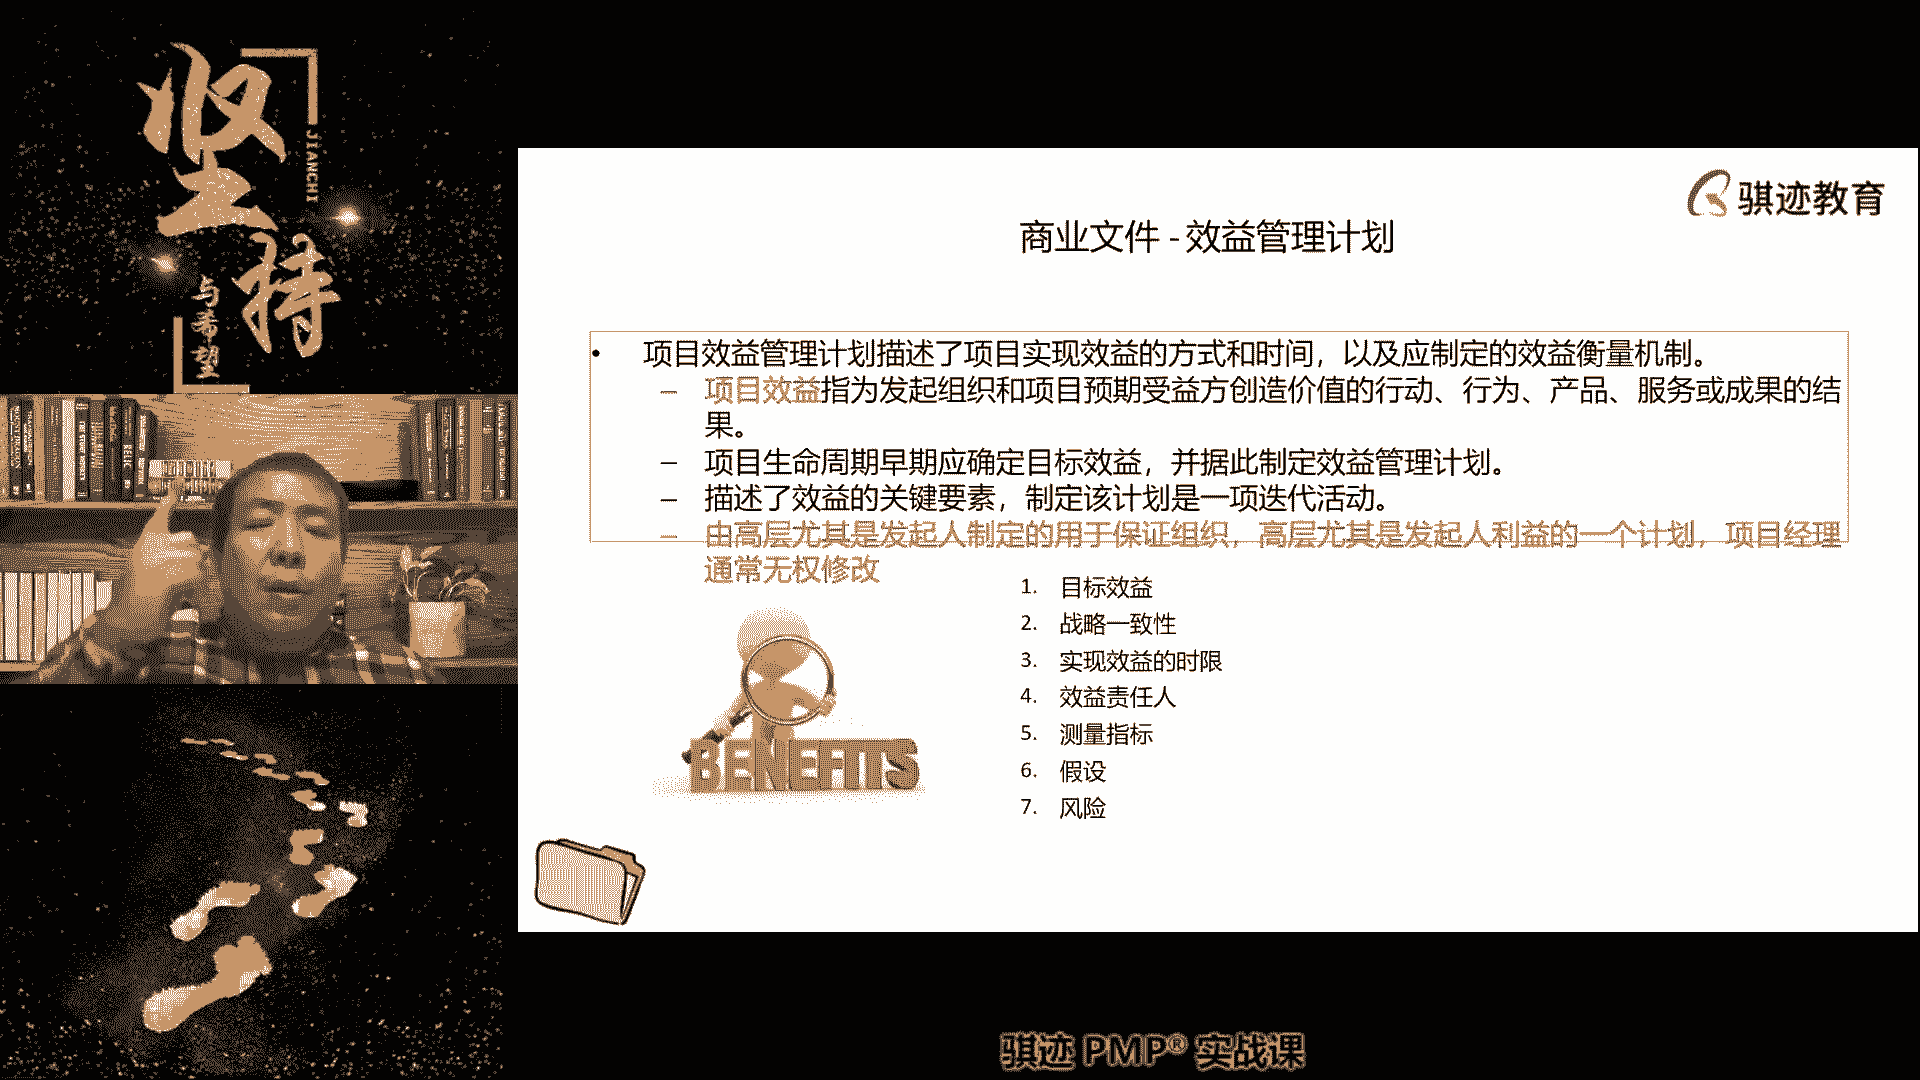 坚持
JIANCHI
与希望
骐迹教育
商业文件 - 效益管理计划
• 项目效益管理计划描述了项目实现效益的方式和时间，以及应制定的效益衡量机制。
– 项目效益指为发起组织和项目预期受益方创造价值的行动、行为、产品、服务或成果的结
果。
– 项目生命周期早期应确定目标效益，并据此制定效益管理计划。
– 描述了效益的关键要素，制定该计划是一项迭代活动。
– 由高层尤其是发起人制定的用于保证组织，高层尤其是发起人利益的一个计划，项目经理
通常无权修改
1. 目标效益
2. 战略一致性
3. 实现效益的时限
4. 效益责任人
5. 测量指标
6. 假设
7. 风险
BENEFITS
骐迹 PMP® 实战课